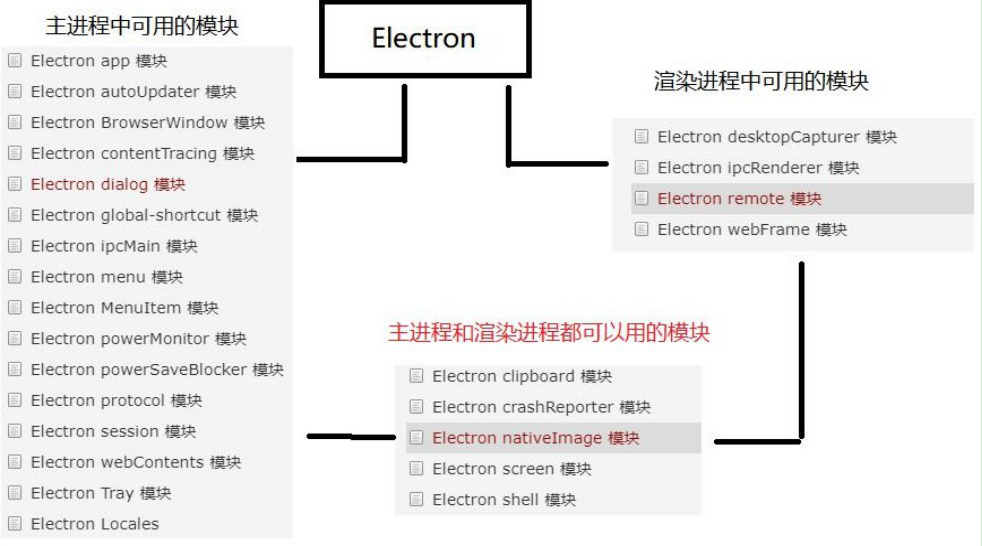 主进程中可用的模块
Electron app 模块
Electron autoUpdater 模块
Electron BrowserWindow 模块
Electron contentTracing 模块
Electron dialog 模块
Electron global-shortcut 模块
Electron ipcMain 模块
Electron menu 模块
Electron MenuItem 模块
Electron powerMonitor 模块
Electron powerSaveBlocker 模块
Electron protocol 模块
Electron session 模块
Electron webContents 模块
Electron Tray 模块
Electron Locales
Electron
渲染进程中可用的模块
Electron desktopCapturer 模块
Electron ipcRenderer 模块
Electron remote 模块
Electron webFrame 模块
主进程和渲染进程都可以用的模块
Electron clipboard 模块
Electron crashReporter 模块
Electron nativeImage 模块
Electron screen 模块
Electron shell 模块